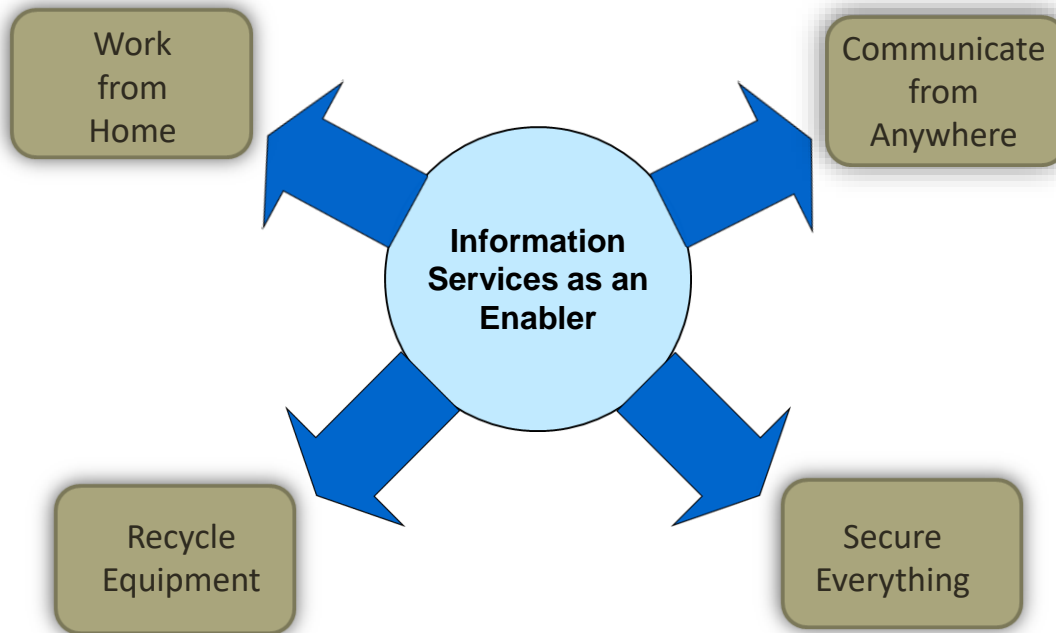 Work
from
Home
Communicate
from
Anywhere
Information
Services as an
Enabler
Recycle
Equipment
Secure
Everything